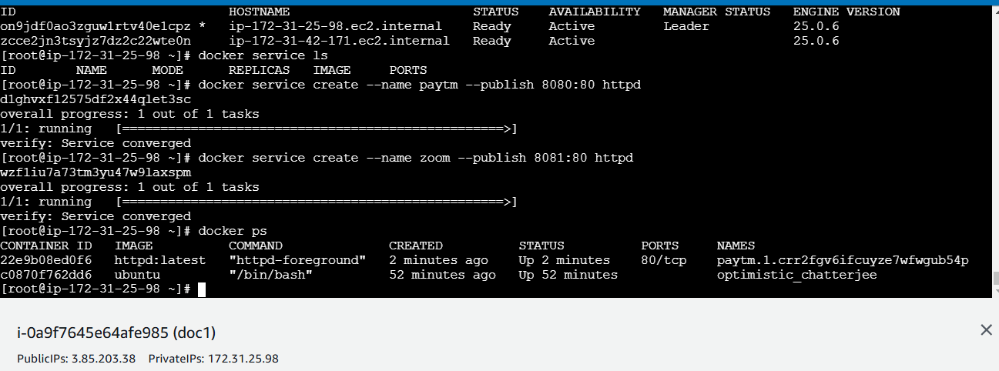 ID HOSTNAME STATUS AVAILABILITY MANAGER STATUS ENGINE VERSION
on9jdf0ao3zguw1rtv40e1cpz * ip-172-31-25-98.ec2.internal Ready Active Leader 25.0.6
zcce2jn3tsyjz7dz2c22wte0n ip-172-31-42-171.ec2.internal Ready Active 25.0.6
[root@ip-172-31-25-98 ~]# docker service ls
ID NAME MODE REPLICAS IMAGE PORTS
[root@ip-172-31-25-98 ~]# docker service create --name paytm --publish 8080:80 httpd
d1ghvxf12575df2x44qlet3sc
overall progress: 1 out of 1 tasks
1/1: running [==================================================>]
verify: Service converged
[root@ip-172-31-25-98 ~]# docker service create --name zoom --publish 8081:80 httpd
wzf1iu7a73tm3yu47w9laxspm
overall progress: 1 out of 1 tasks
1/1: running [==================================================>]
verify: Service converged
[root@ip-172-31-25-98 ~]# docker ps
CONTAINER ID IMAGE COMMAND CREATED STATUS PORTS NAMES
22e9b08ed0f6 httpd:latest "httpd-foreground" 2 minutes ago Up 2 minutes 80/tcp paytm.1.crr2fgv6ifcuyze7wfwgub54p
c0870f762dd6 ubuntu "/bin/bash" 52 minutes ago Up 52 minutes optimistic_chatterjee
[root@ip-172-31-25-98 ~]#
i-0a9f7645e64afe985 (doc1)
PublicIPs: 3.85.203.38 PrivateIPs: 172.31.25.98